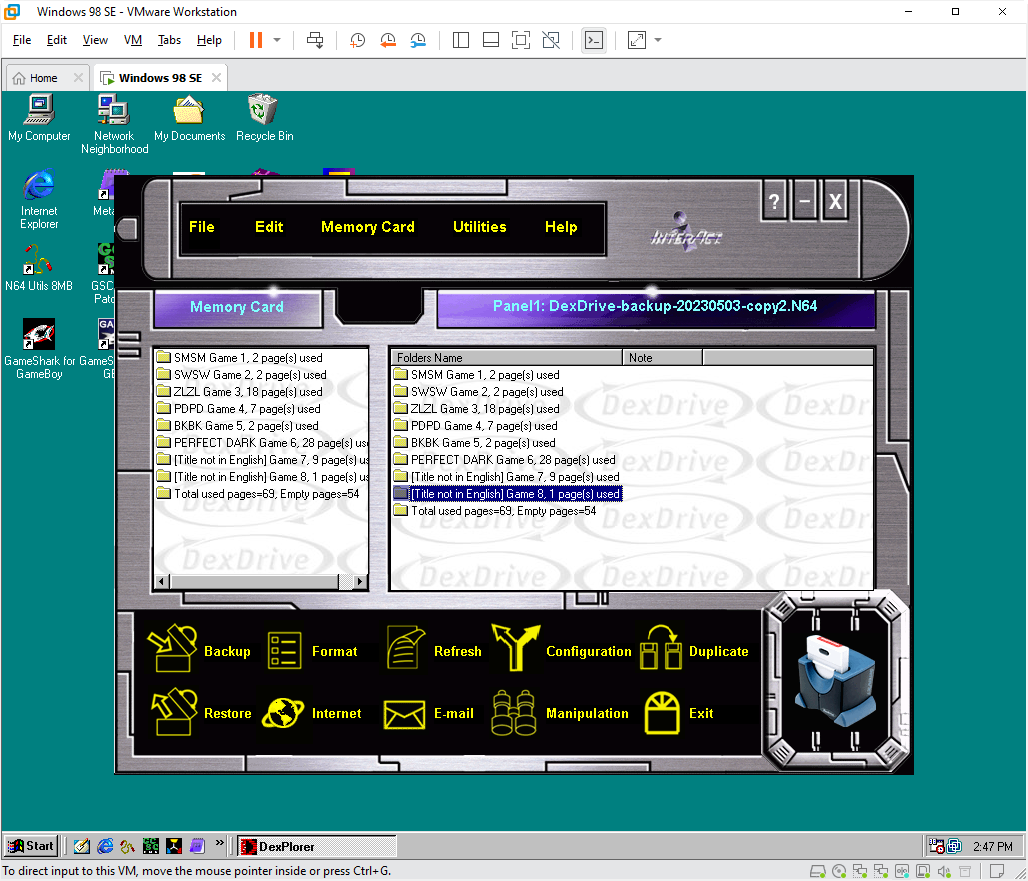 Windows 98 SE - VMware Workstation
File Edit View VM Tabs Help
Home Windows 98 SE
My Computer
Network Neighborhood
My Documents
Recycle Bin
Internet Explorer
N64 Utils 8MB
GameShark for GameBoy
? – X
File Edit Memory Card Utilities Help
INTERACT
Memory Card
Panel1: DexDrive-backup-20230503-copy2.N64
SMSM Game 1, 2 page(s) used
SWSW Game 2, 2 page(s) used
ZLZL Game 3, 18 page(s) used
PDPD Game 4, 7 page(s) used
BKBK Game 5, 2 page(s) used
PERFECT DARK Game 6, 28 page(s) us
[Title not in English] Game 7, 9 page(s) us
[Title not in English] Game 8, 1 page(s) us
Total used pages=69, Empty pages=54
Folders Name Note
SMSM Game 1, 2 page(s) used
SWSW Game 2, 2 page(s) used
ZLZL Game 3, 18 page(s) used
PDPD Game 4, 7 page(s) used
BKBK Game 5, 2 page(s) used
PERFECT DARK Game 6, 28 page(s) used
[Title not in English] Game 7, 9 page(s) used
[Title not in English] Game 8, 1 page(s) used
Total used pages=69, Empty pages=54
DexDrive
Backup Format Refresh Configuration Duplicate
Restore Internet E-mail Manipulation Exit
Start DexPlorer 2:47 PM
To direct input to this VM, move the mouse pointer inside or press Ctrl+G.